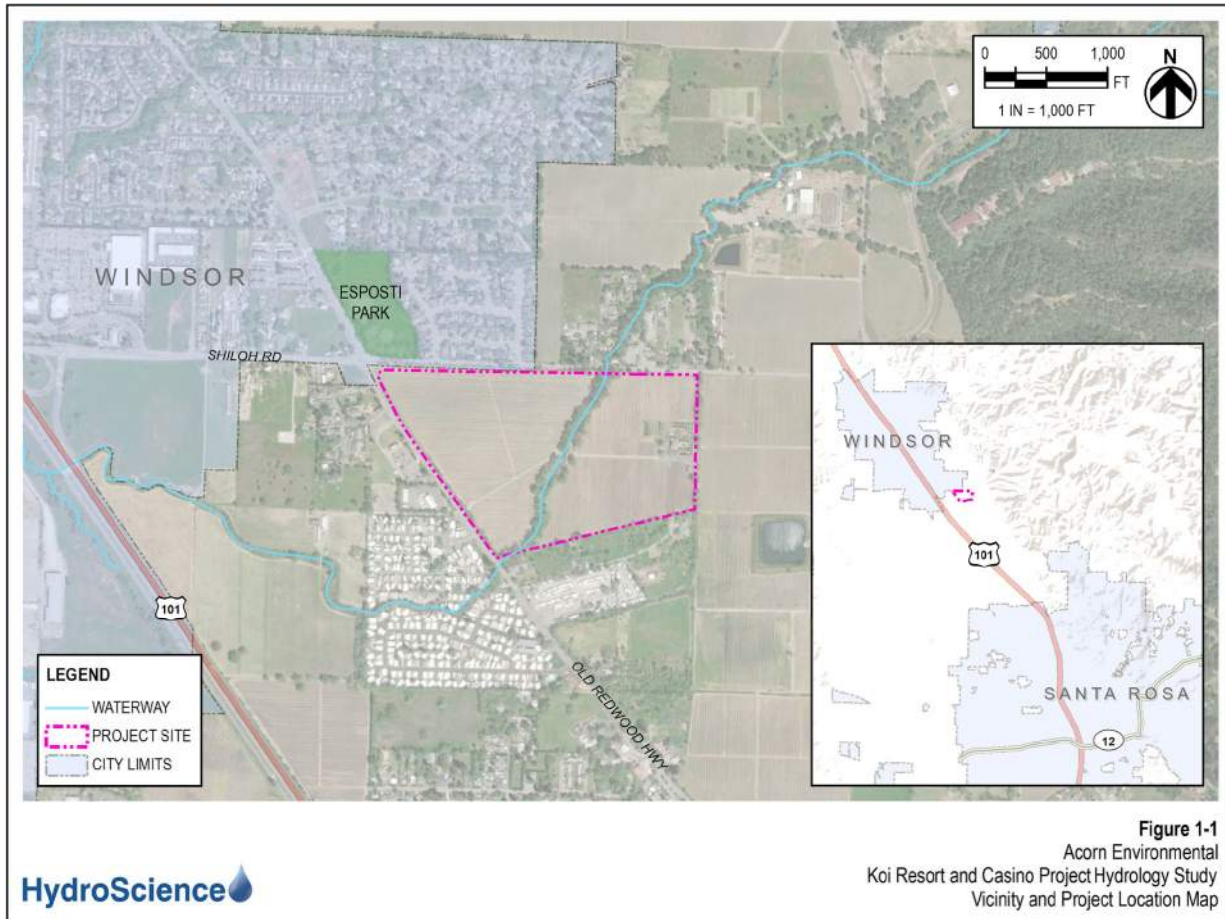 0 500 1,000
FT
1 IN = 1,000 FT
N
WINDSOR
ESPOSTI
PARK
SHILOH RD
101
OLD REDWOOD HWY
LEGEND
WATERWAY
PROJECT SITE
CITY LIMITS
WINDSOR
101
SANTA ROSA
12
HydroScience
Figure 1-1
Acorn Environmental
Koi Resort and Casino Project Hydrology Study
Vicinity and Project Location Map